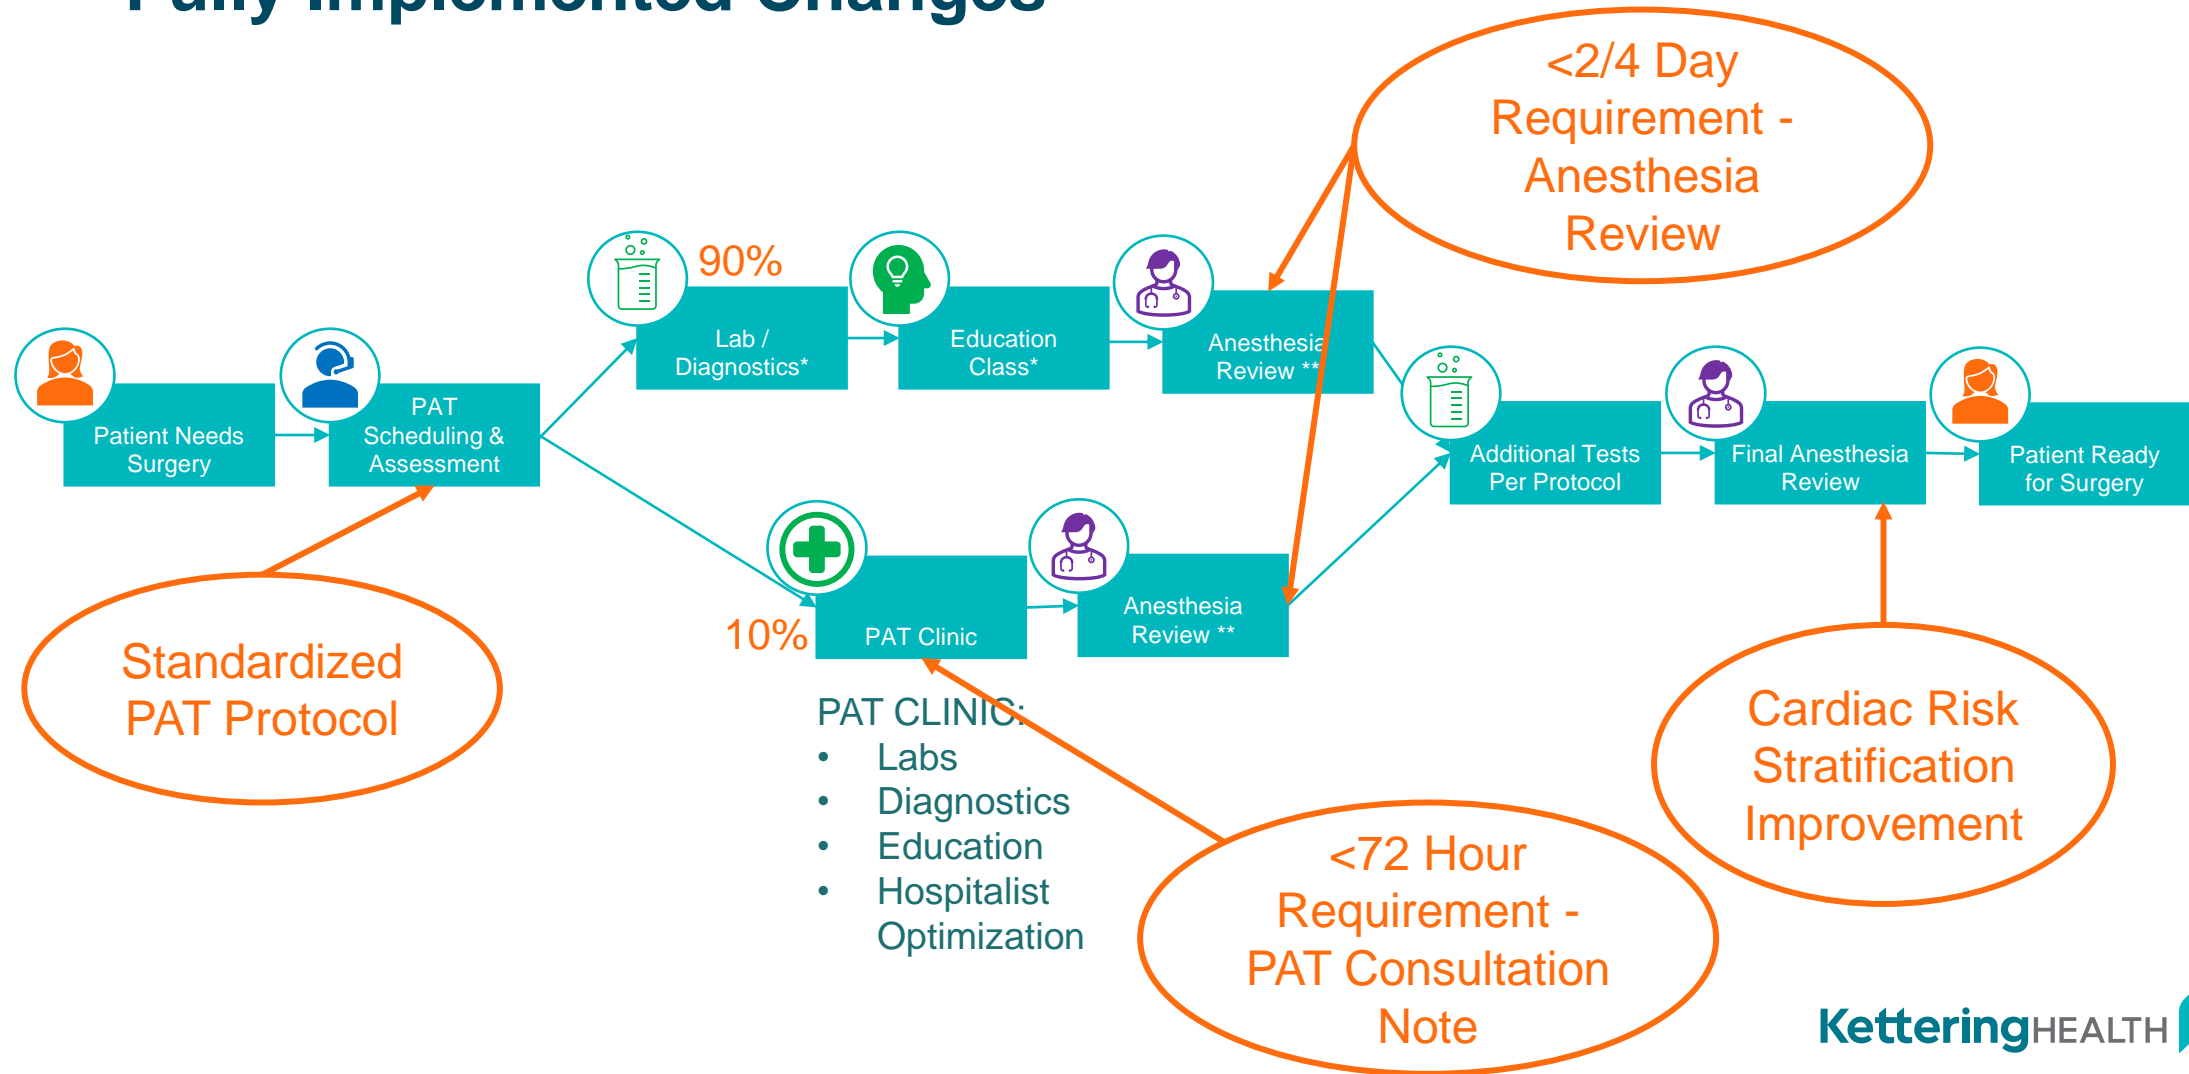 Fully Implemented Changes
<2/4 Day
Requirement -
Anesthesia
Review
90%
Lab /
Diagnostics*
Education
Class*
Anesthesia
Review **
Patient Needs
Surgery
PAT
Scheduling &
Assessment
Additional Tests
Per Protocol
Final Anesthesia
Review
Patient Ready
for Surgery
10%
PAT Clinic
Anesthesia
Review **
Standardized
PAT Protocol
PAT CLINIC:
• Labs
• Diagnostics
• Education
• Hospitalist
Optimization
<72 Hour
Requirement -
PAT Consultation
Note
Cardiac Risk
Stratification
Improvement
KetteringHEALTH